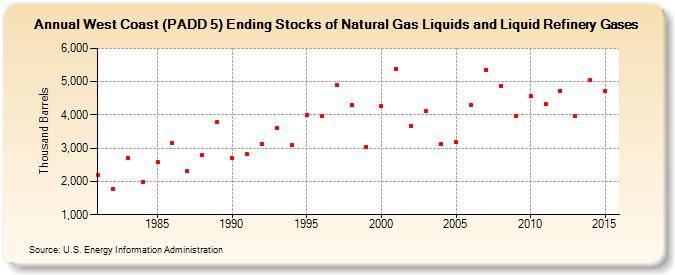 Annual West Coast (PADD 5) Ending Stocks of Natural Gas Liquids and Liquid Refinery Gases
Thousand Barrels
6,000
5,000
4,000
3,000
2,000
1,000
1985 1990 1995 2000 2005 2010 2015
Source: U.S. Energy Information Administration